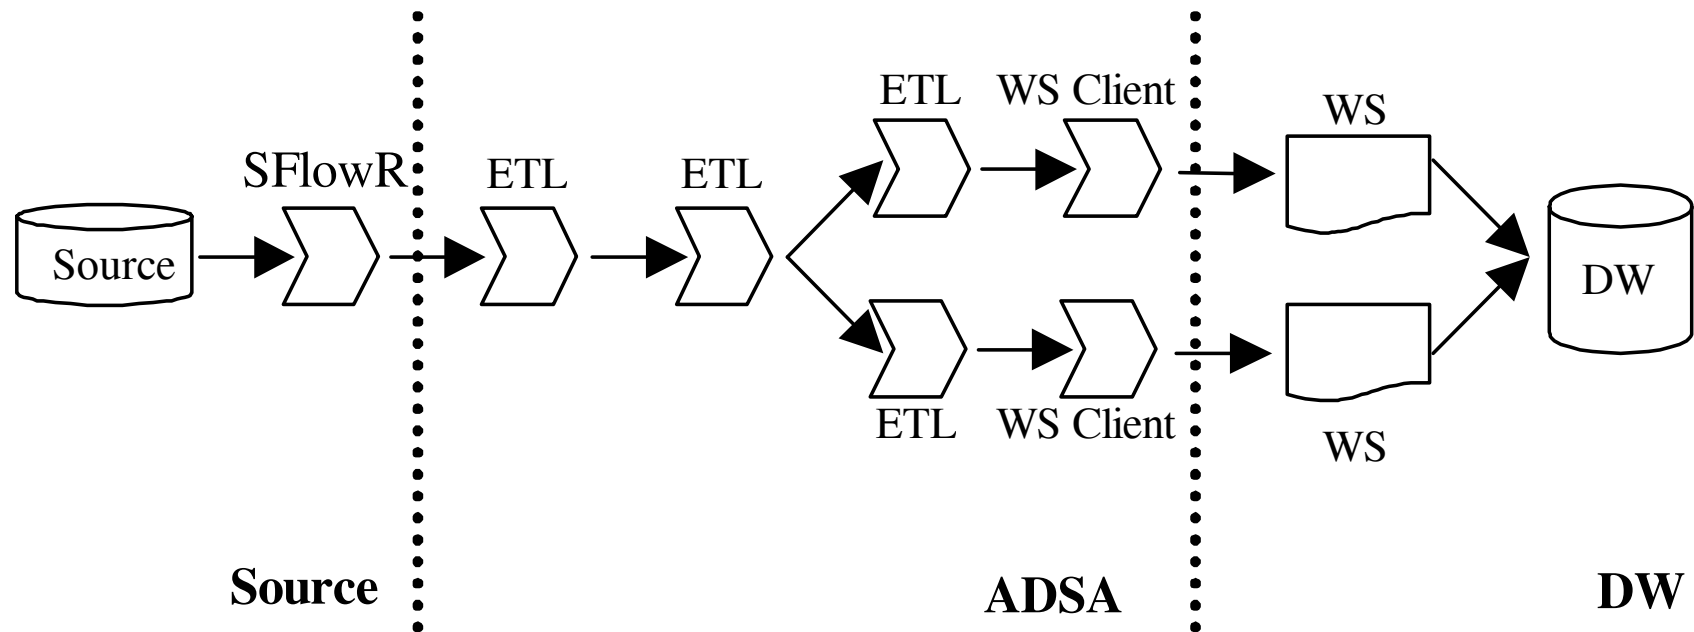 ETL
WS Client
WS
SFlowR
ETL
ETL
Source
DW
ETL
WS Client
WS
Source
ADSA
DW